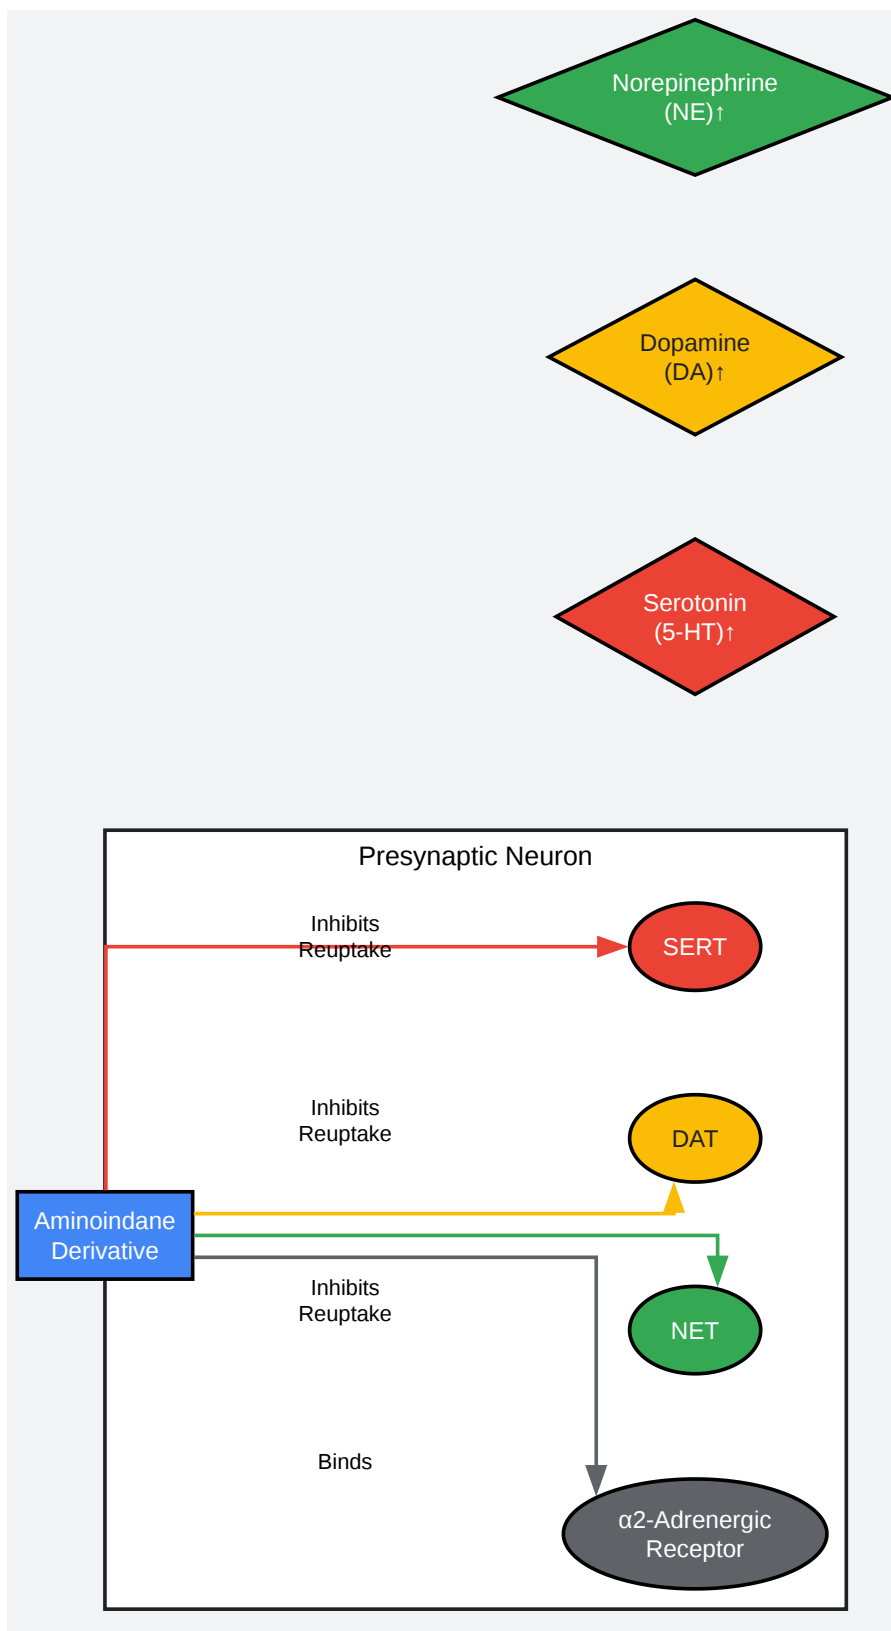 Norepinephrine
(NE)↑
Dopamine
(DA)↑
Serotonin
(5-HT)↑
Presynaptic Neuron
Inhibits
Reuptake
SERT
Inhibits
Reuptake
DAT
Aminoindane
Derivative
Inhibits
Reuptake
NET
Binds
α2-Adrenergic
Receptor